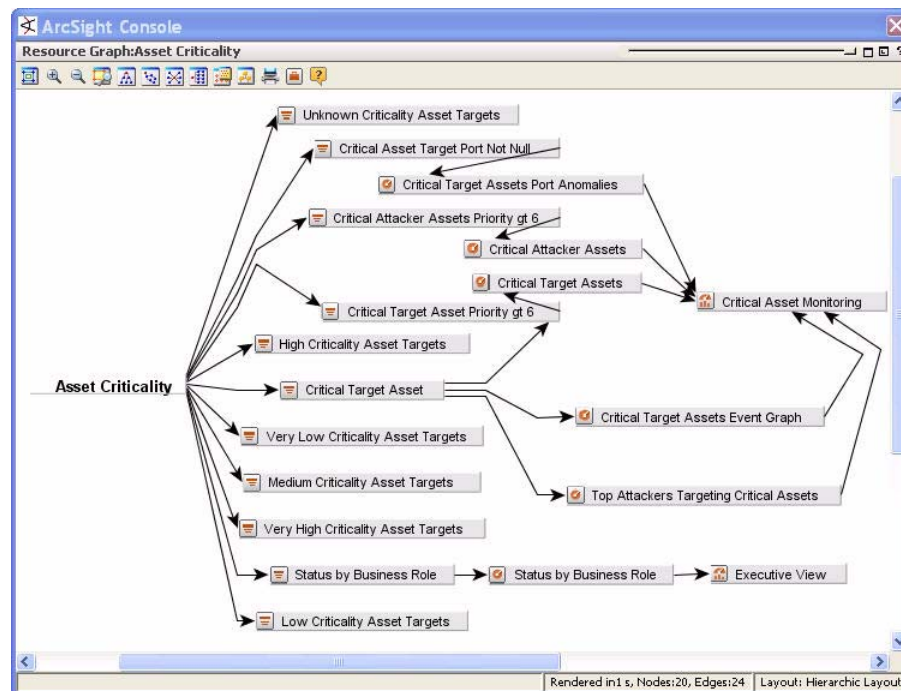 ArcSight Console
Resource Graph:Asset Criticality
Unknown Criticality Asset Targets
Critical Asset Target Port Not Null
Critical Target Assets Port Anomalies
Critical Attacker Assets Priority gt 6
Critical Attacker Assets
Critical Target Assets
Critical Asset Monitoring
Critical Target Asset Priority gt 6
High Criticality Asset Targets
Asset Criticality
Critical Target Asset
Critical Target Assets Event Graph
Very Low Criticality Asset Targets
Medium Criticality Asset Targets
Top Attackers Targeting Critical Assets
Very High Criticality Asset Targets
Status by Business Role
Status by Business Role
Executive View
Low Criticality Asset Targets
Rendered in1 s, Nodes:20, Edges:24
Layout: Hierarchic Layout